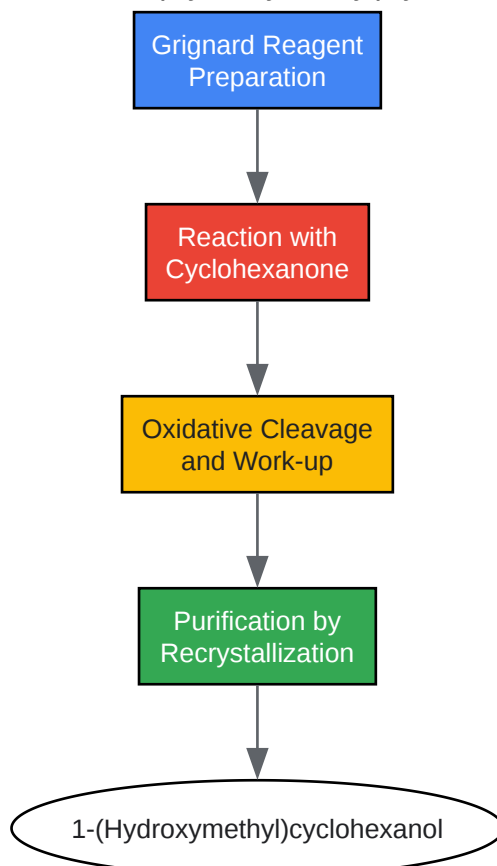 Grignard Reagent
Preparation
Reaction with
Cyclohexanone
Oxidative Cleavage
and Work-up
Purification by
Recrystallization
1-(Hydroxymethyl)cyclohexanol